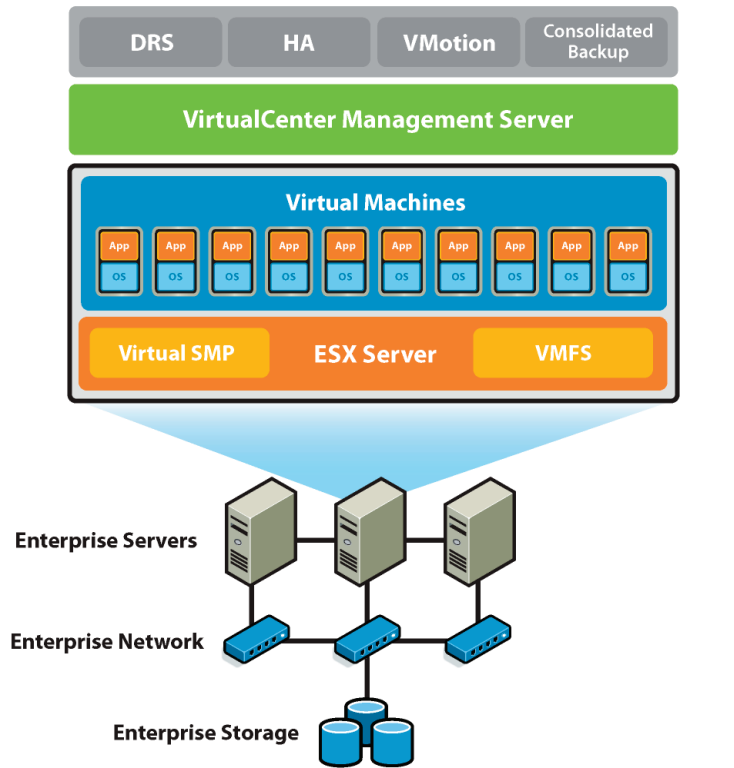 DRS
HA
VMotion
Consolidated
Backup
VirtualCenter Management Server
Virtual Machines
App App App App App App App App App App
OS OS OS OS OS OS OS OS OS OS
Virtual SMP
ESX Server
VMFS
Enterprise Servers
Enterprise Network
Enterprise Storage